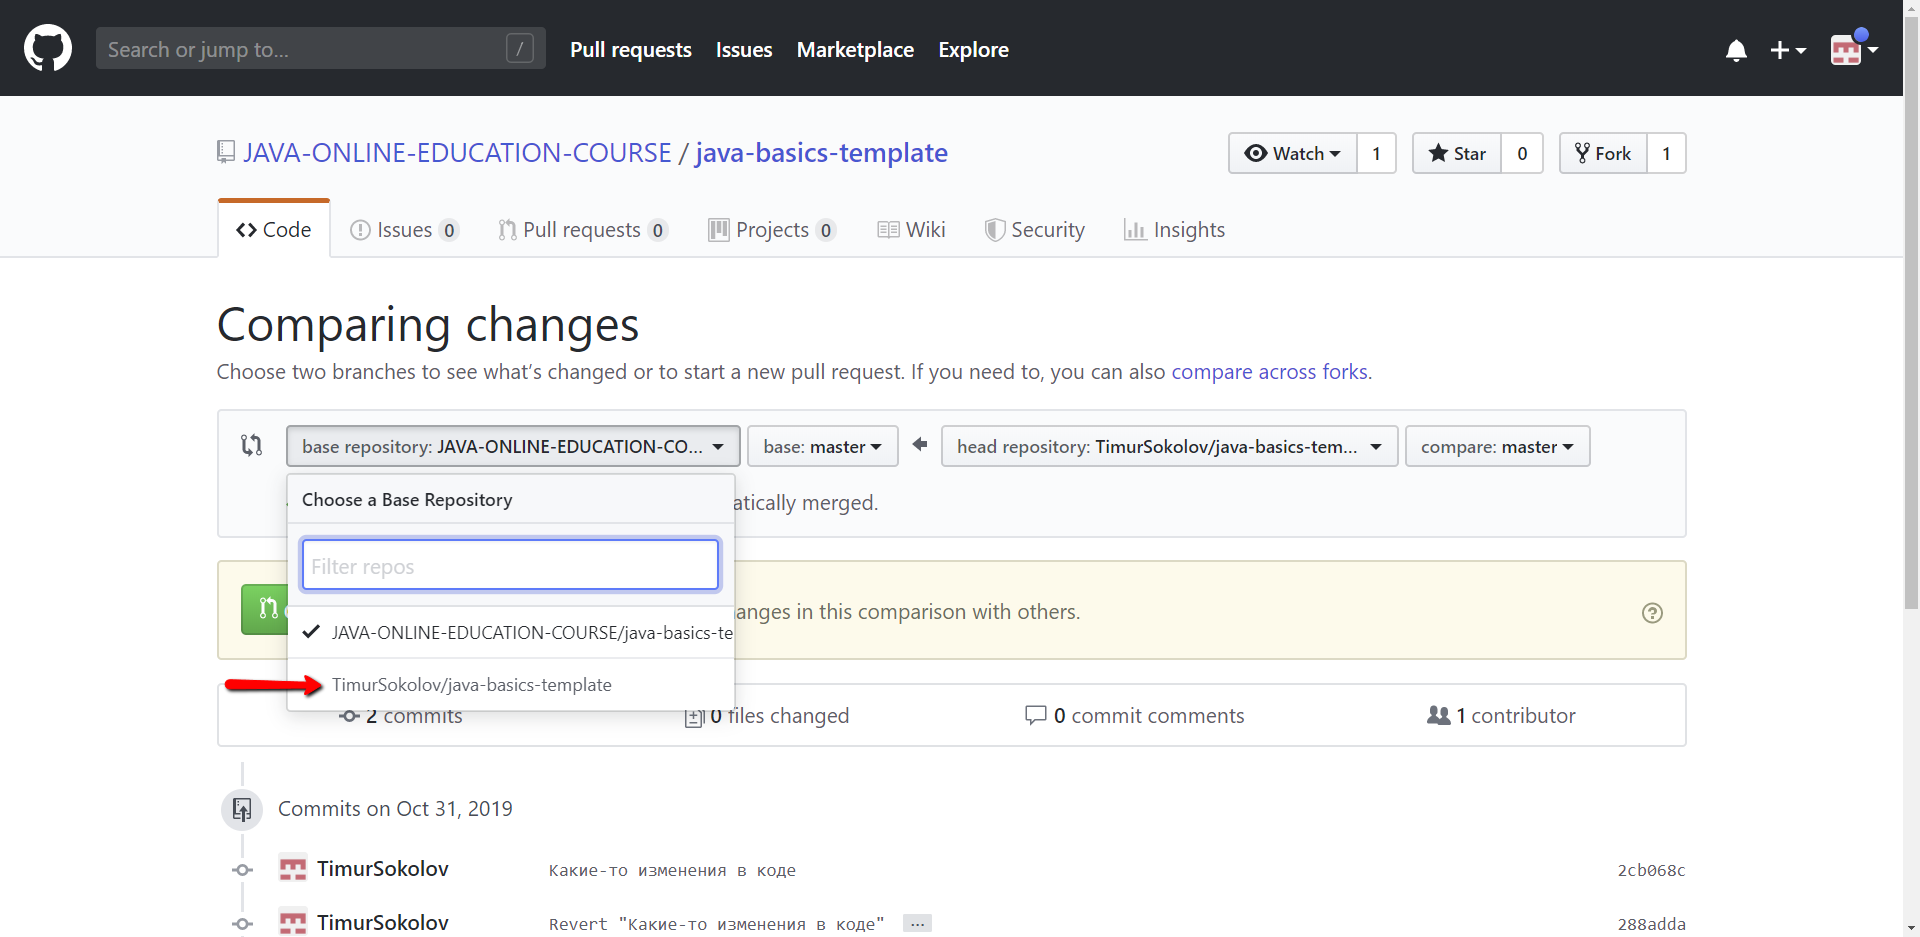 Search or jump to... /
Pull requests Issues Marketplace Explore
JAVA-ONLINE-EDUCATION-COURSE / java-basics-template
Watch 1 Star 0 Fork 1
Code Issues 0 Pull requests 0 Projects 0 Wiki Security Insights
Comparing changes
Choose two branches to see what's changed or to start a new pull request. If you need to, you can also compare across forks.
base repository: JAVA-ONLINE-EDUCATION-CO... base: master head repository: TimurSokolov/java-basics-tem... compare: master
Choose a Base Repository
atically merged.
Filter repos
anges in this comparison with others.
JAVA-ONLINE-EDUCATION-COURSE/java-basics-te
TimurSokolov/java-basics-template
2 commits 0 files changed 0 commit comments 1 contributor
Commits on Oct 31, 2019
TimurSokolov Какие-то изменения в коде 2cb068c
TimurSokolov Revert "Какие-то изменения в коде" ... 288adda